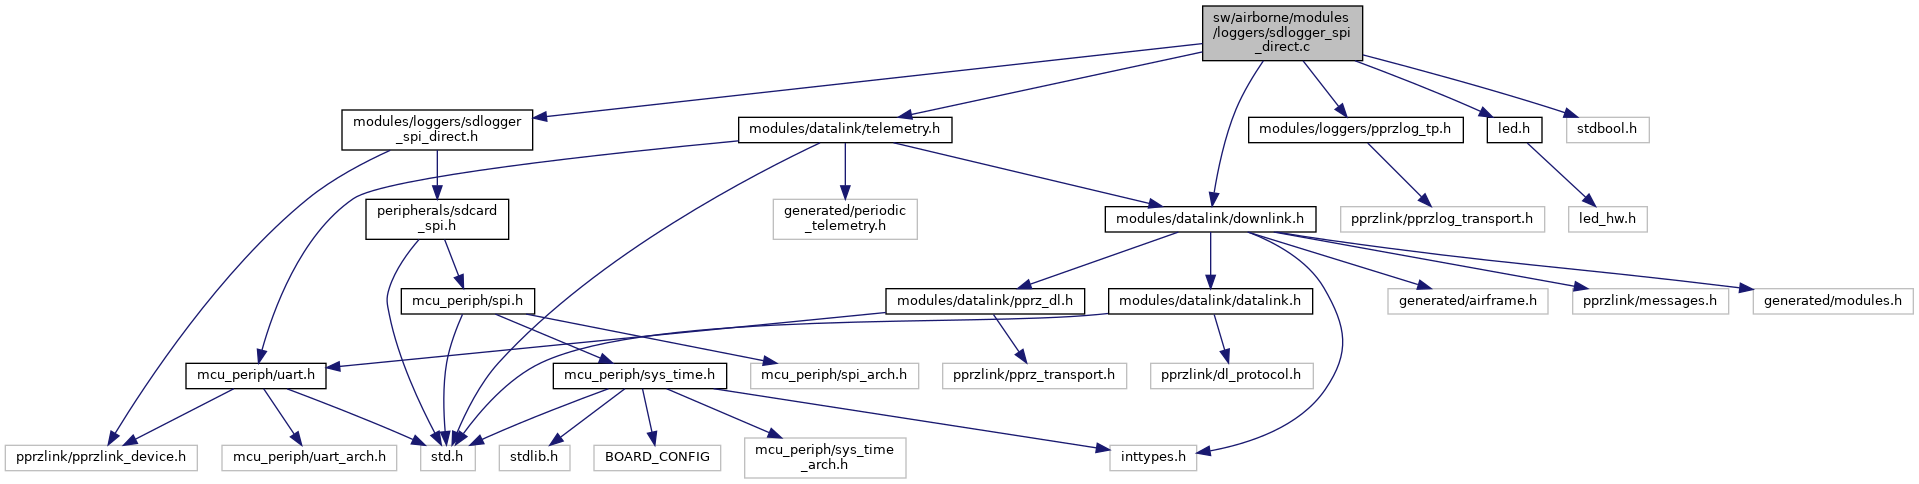 sw/airborne/modules
/loggers/sdlogger_spi
_direct.c
modules/loggers/sdlogger
_spi_direct.h
modules/datalink/telemetry.h
modules/loggers/pprzlog_tp.h
led.h
stdbool.h
peripherals/sdcard
_spi.h
generated/periodic
_telemetry.h
modules/datalink/downlink.h
pprzlink/pprzlog_transport.h
led_hw.h
mcu_periph/spi.h
modules/datalink/pprz_dl.h
modules/datalink/datalink.h
generated/airframe.h
pprzlink/messages.h
generated/modules.h
mcu_periph/uart.h
mcu_periph/sys_time.h
mcu_periph/spi_arch.h
pprzlink/pprz_transport.h
pprzlink/dl_protocol.h
pprzlink/pprzlink_device.h
mcu_periph/uart_arch.h
std.h
stdlib.h
BOARD_CONFIG
mcu_periph/sys_time
_arch.h
inttypes.h